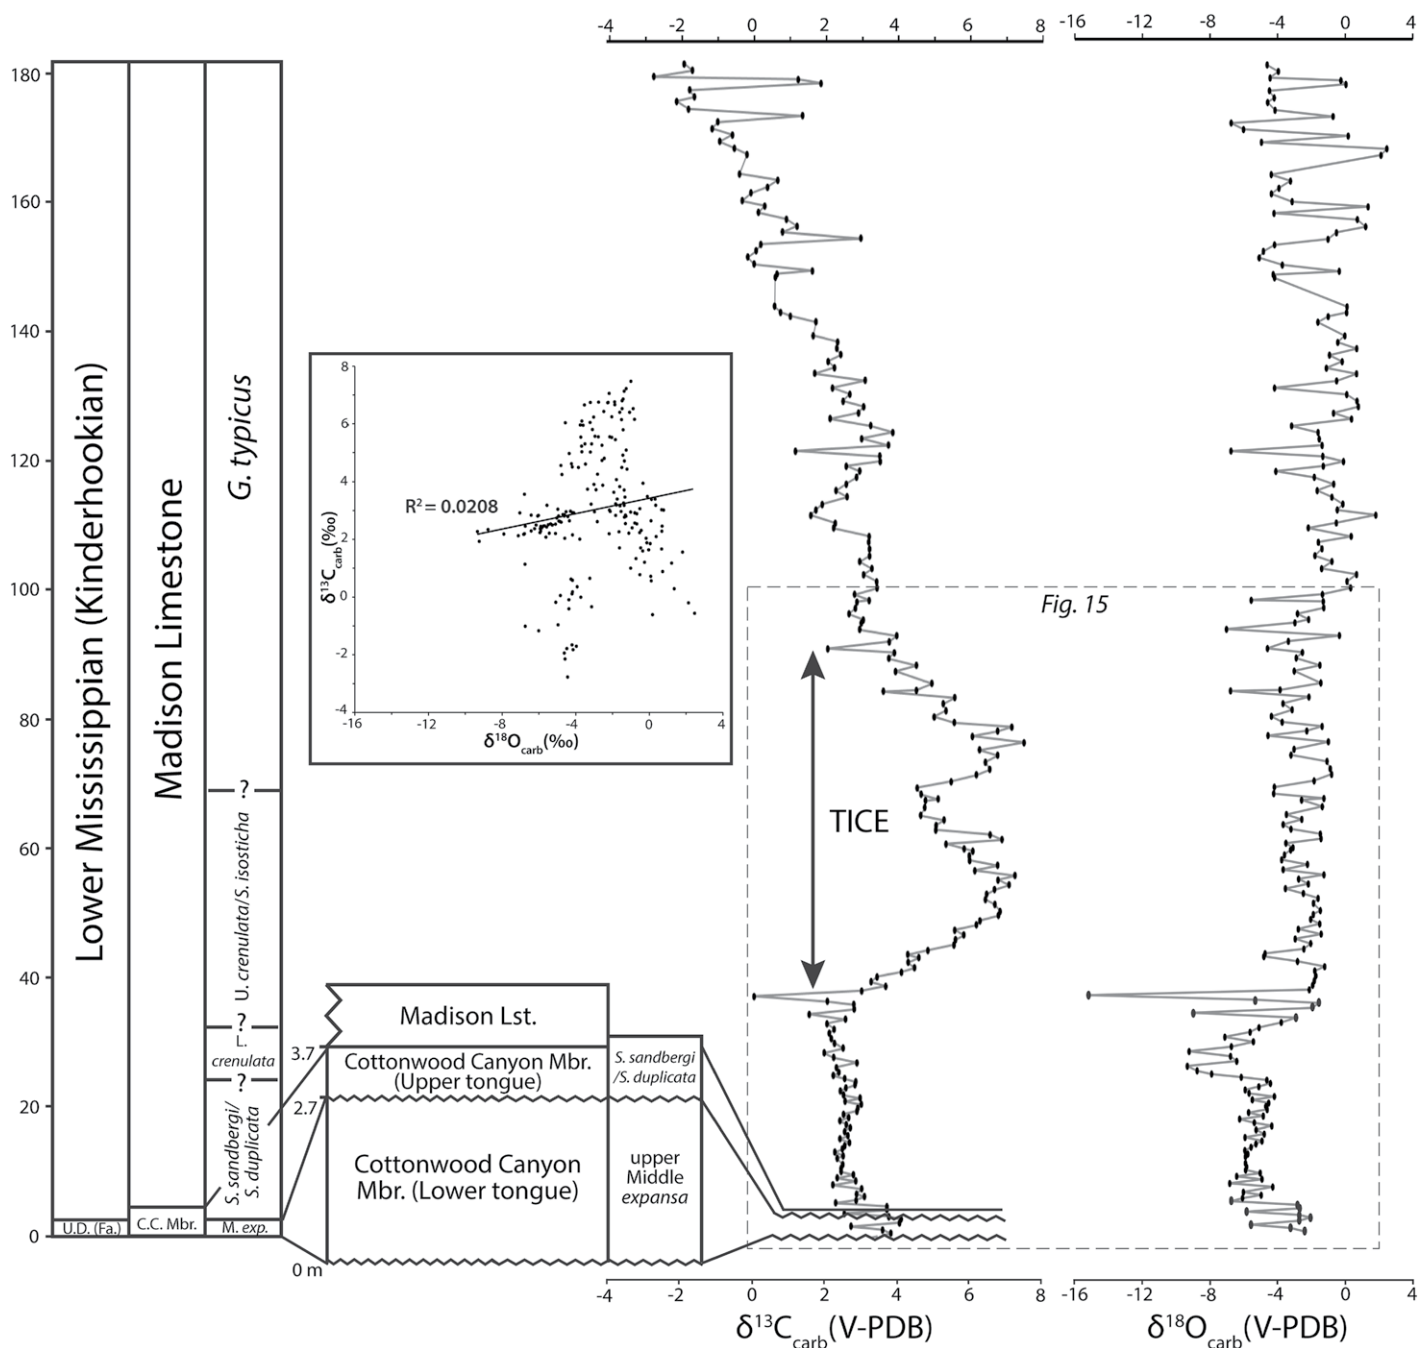 -4 -2 0 2 4 6 8
-16 -12 -8 -4 0 4
180
160
140
120
100
80
60
40
20
0
Lower Mississippian (Kinderhookian)
Madison Limestone
G. typicus
?
U. crenulata/S. isosticha
?
L.
crenulata
?
S. sandbergi/
S. duplicata
U.D. (Fa.)
C.C. Mbr.
M. exp.
8
6
4
2
0
-2
-4
δ¹³Ccarb(‰)
R² = 0.0208
-16 -12 -8 -4 0 4
δ¹⁸Ocarb(‰)
3.7
2.7
0 m
Madison Lst.
Cottonwood Canyon Mbr.
(Upper tongue)
Cottonwood Canyon
Mbr. (Lower tongue)
S. sandbergi
/S. duplicata
upper
Middle
expansa
TICE
Fig. 15
-4 -2 0 2 4 6 8
δ¹³Ccarb(V-PDB)
-16 -12 -8 -4 0 4
δ¹⁸Ocarb(V-PDB)